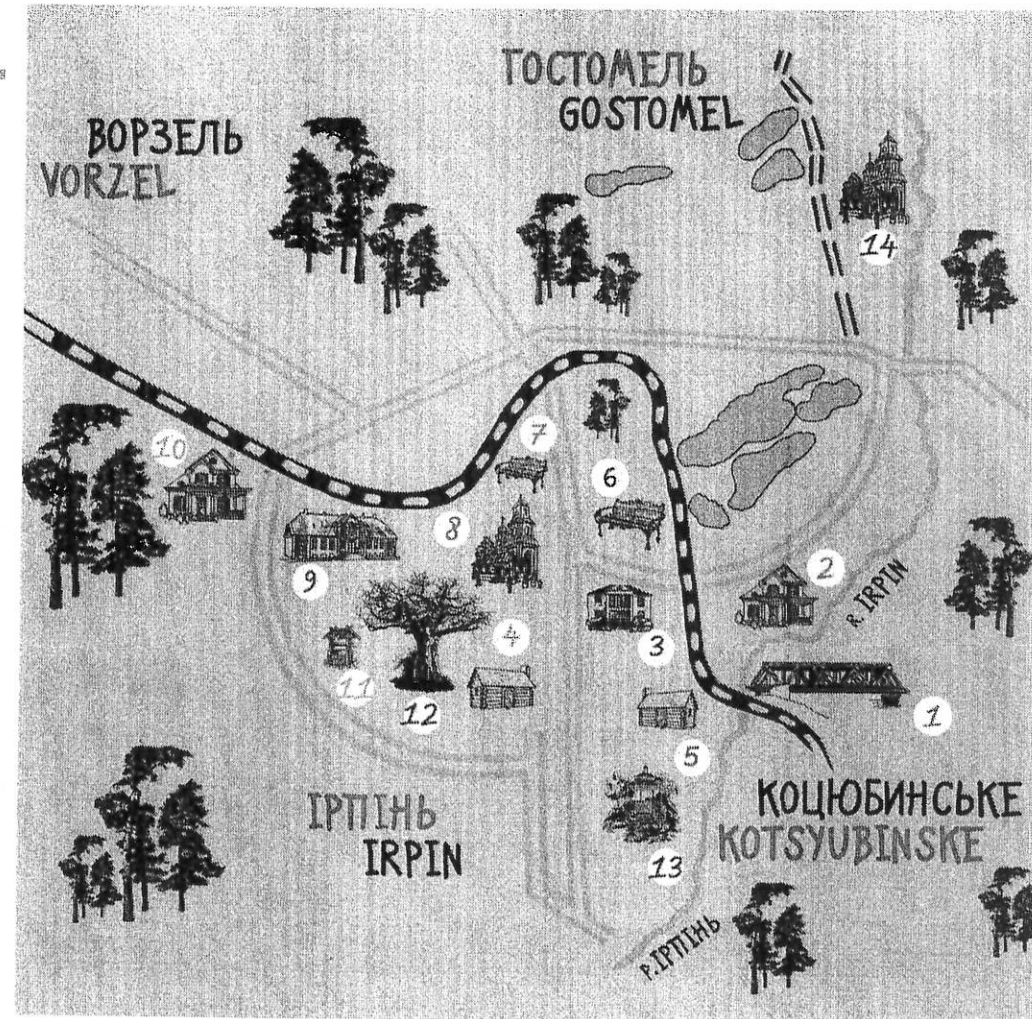 ГОСТОМЕЛЬ
GOSTOMEL
ВОРЗЕЛЬ
VORZEL
14
10
7
6
8
9
2
R. IRPIN
4
3
11
12
1
5
ІРПІНЬ
IRPIN
КОЦЮБИНСЬКЕ
KOTSYUBINSKE
13
Р.ІРПІНЬ